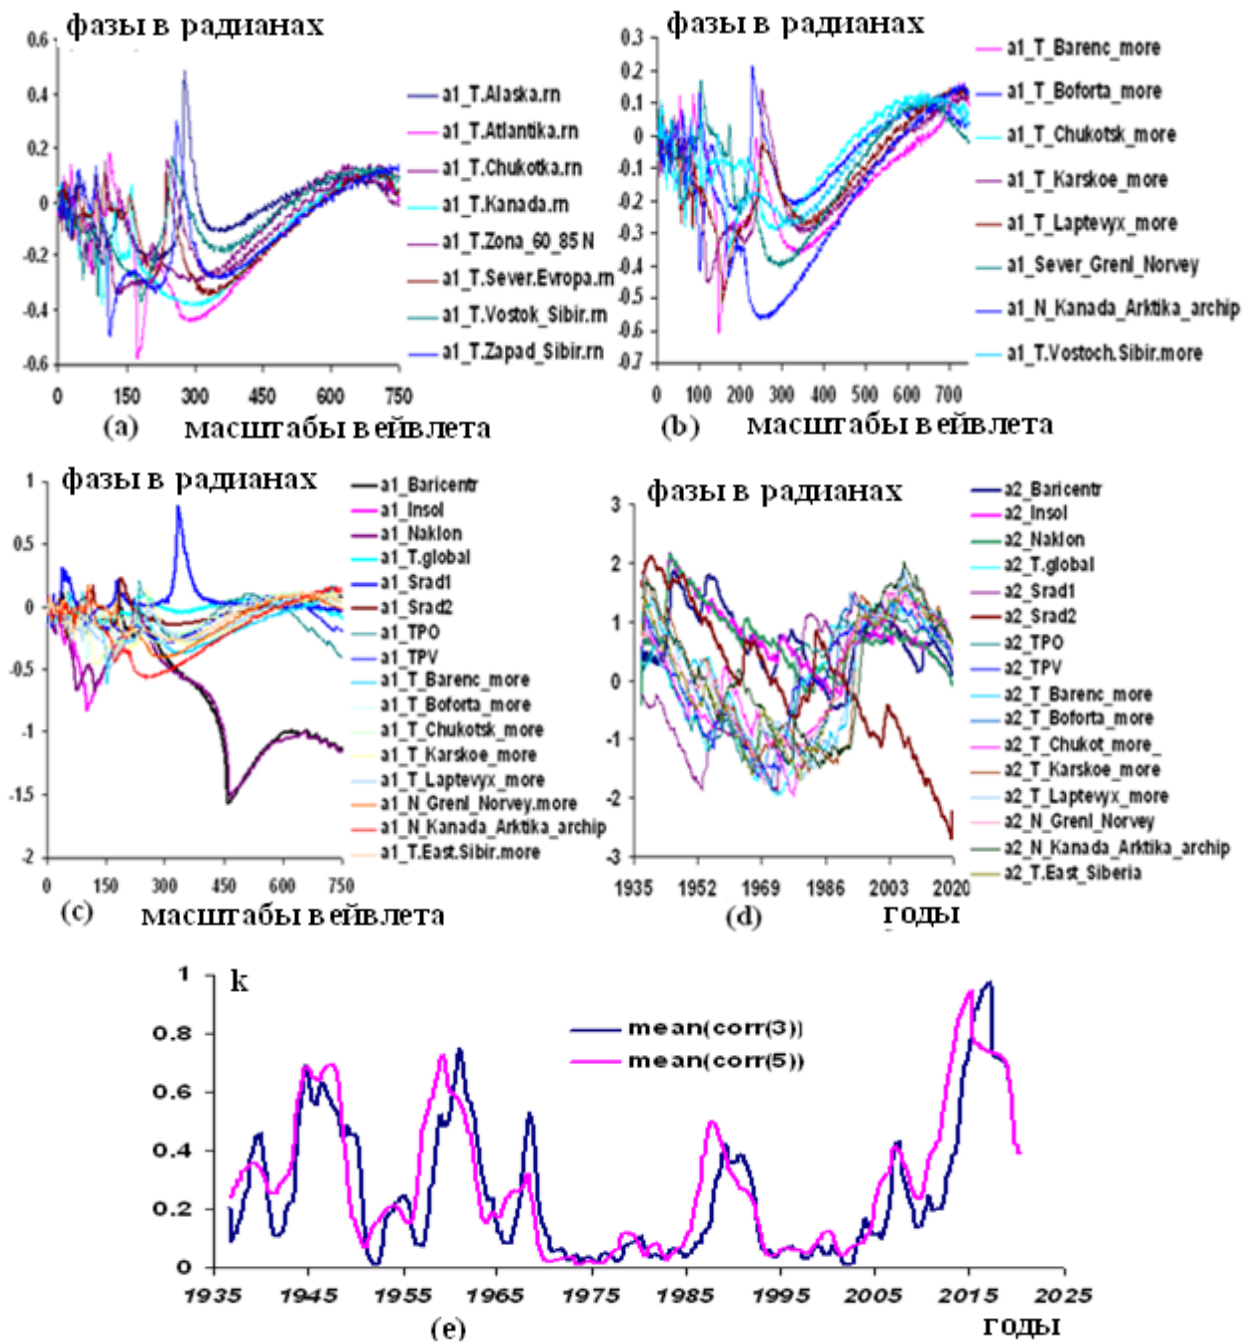 фазы в радианах
0.6
0.4
0.2
0
-0.2
-0.4
-0.6
0 150 300 450 600 750
(a) масштабы вейвлета
a1_T.Alaska.rn
a1_T.Atlantika.rn
a1_T.Chukotka.rn
a1_T.Kanada.rn
a1_T.Zona_60_85 N
a1_T.Sever.Evropa.rn
a1_T.Vostok_Sibir.rn
a1_T.Zapad_Sibir.rn
фазы в радианах
0.3
0.2
0.1
0
-0.1
-0.2
-0.3
-0.4
-0.5
-0.6
-0.7
0 100 200 300 400 500 600 700
(b) масштабы вейвлета
a1_T_Barenc_more
a1_T_Boforta_more
a1_T_Chukotsk_more
a1_T_Karskoe_more
a1_T_Laptevyx_more
a1_Sever_Grenl_Norvey
a1_N_Kanada_Arktika_archip
a1_T.Vostoch.Sibir.more
фазы в радианах
1
0.5
0
-0.5
-1
-1.5
-2
0 150 300 450 600 750
(c) масштабы вейвлета
a1_Baricentr
a1_Insol
a1_Naklon
a1_T.global
a1_Srad1
a1_Srad2
a1_TPO
a1_TPV
a1_T_Barenc_more
a1_T_Boforta_more
a1_T_Chukotsk_more
a1_T_Karskoe_more
a1_T_Laptevyx_more
a1_N_Grenl_Norvey.more
a1_N_Kanada_Arktika_archip
a1_T.East.Sibir.more
фазы в радианах
3
2
1
0
-1
-2
-3
1935 1952 1969 1986 2003 2020
(d) годы
a2_Baricentr
a2_Insol
a2_Naklon
a2_T.global
a2_Srad1
a2_Srad2
a2_TPO
a2_TPV
a2_T_Barenc_more
a2_T_Boforta_more
a2_T_Chukot_more_
a2_T_Karskoe_more
a2_T_Laptevyx_more
a2_N_Grenl_Norvey
a2_N_Kanada_Arktika_archip
a2_T.East_Siberia
k
1
0.8
0.6
0.4
0.2
0
mean(corr(3))
mean(corr(5))
1935 1945 1955 1965 1975 1985 1995 2005 2015 2025
(e) годы